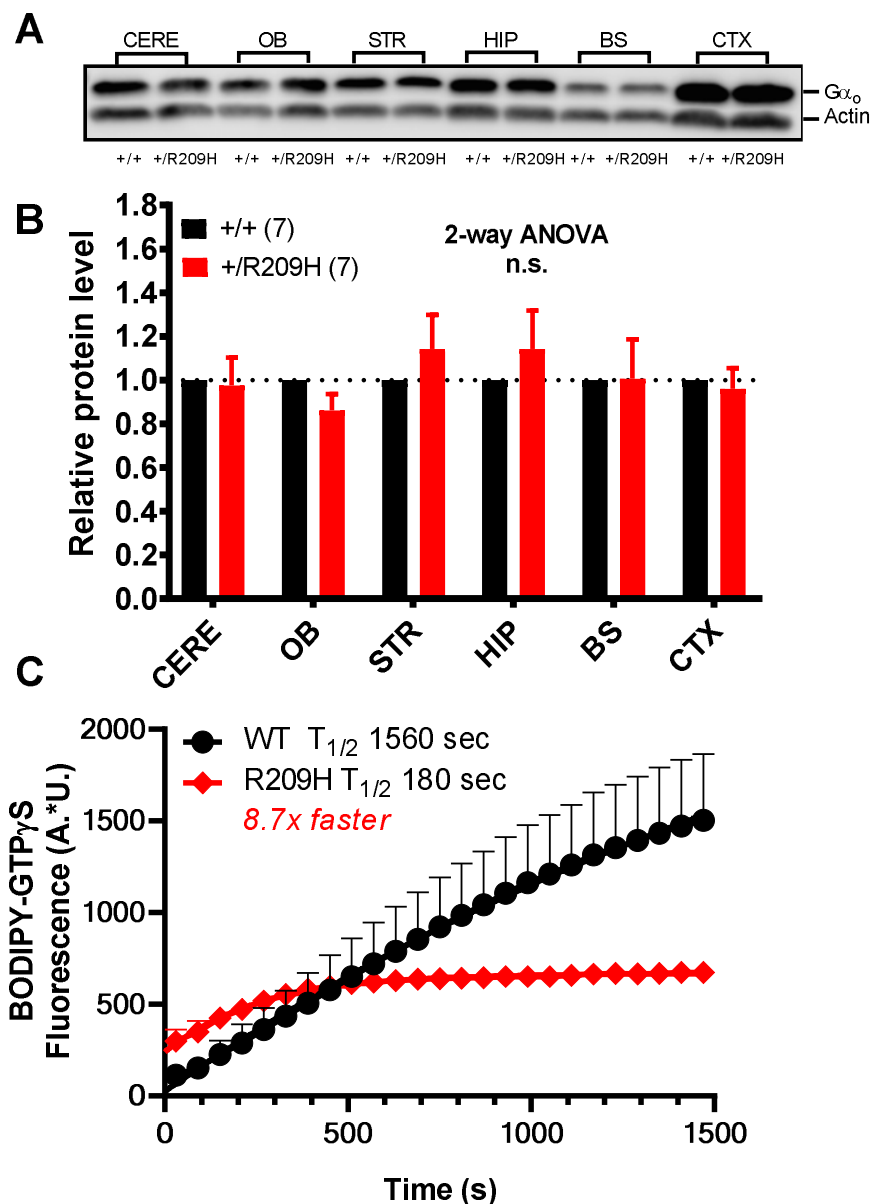 A
CERE OB STR HIP BS CTX
Gαo
Actin
+/+ +/R209H +/+ +/R209H +/+ +/R209H +/+ +/R209H +/+ +/R209H +/+ +/R209H
B
1.8
1.6
1.4
1.2
1.0
0.8
0.6
0.4
0.2
0.0
Relative protein level
+/+ (7)
+/R209H (7)
2-way ANOVA
n.s.
CERE OB STR HIP BS CTX
C
2000
1500
1000
500
0
BODIPY-GTPγS
Fluorescence (A.*U.)
WT T1/2 1560 sec
R209H T1/2 180 sec
8.7x faster
0 500 1000 1500
Time (s)